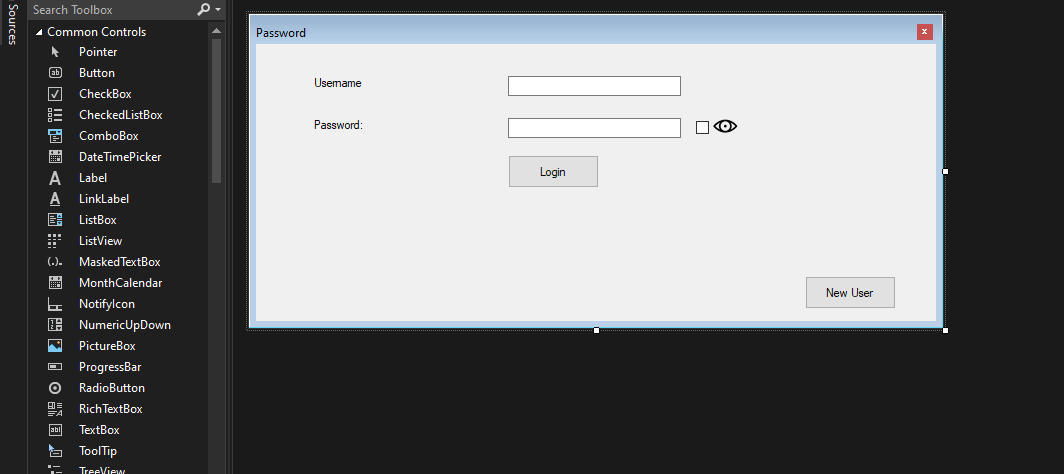 Sources
Search Toolbox
Common Controls
Pointer
Button
CheckBox
CheckedListBox
ComboBox
DateTimePicker
Label
LinkLabel
ListBox
ListView
MaskedTextBox
MonthCalendar
NotifyIcon
NumericUpDown
PictureBox
ProgressBar
RadioButton
RichTextBox
TextBox
ToolTip
TreeView
Password
Username
Password:
Login
New User